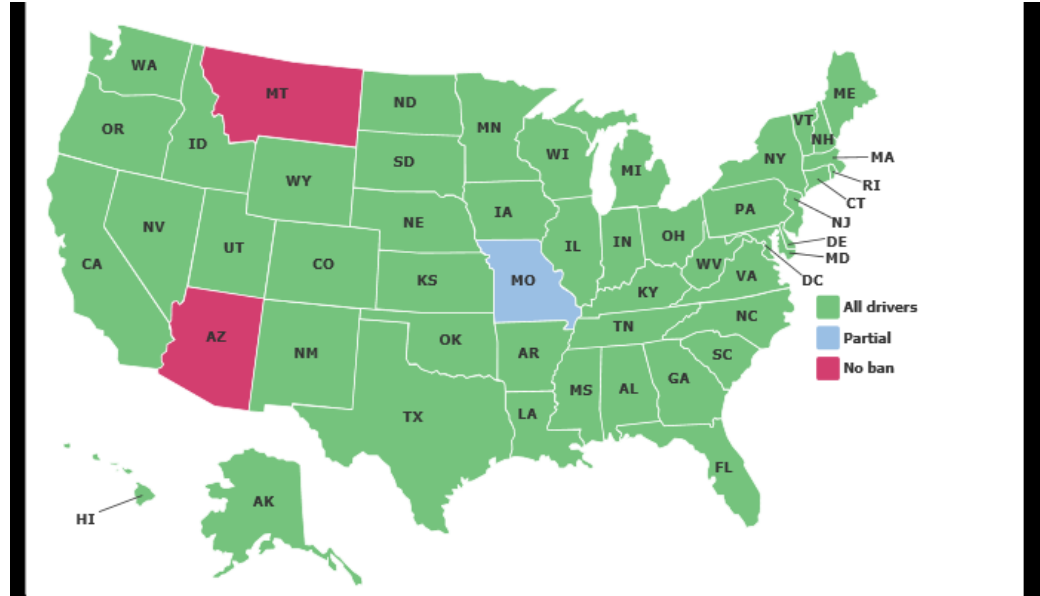 WA
MT
ND
MN
ME
VT
NH
OR
ID
SD
WI
MI
NY
MA
RI
WY
CT
NJ
NV
NE
IA
PA
DE
MD
DC
CA
UT
CO
KS
MO
IL
IN
OH
WV
VA
KY
All drivers
AZ
NM
OK
AR
TN
NC
SC
Partial
No ban
TX
LA
MS
AL
GA
FL
HI
AK